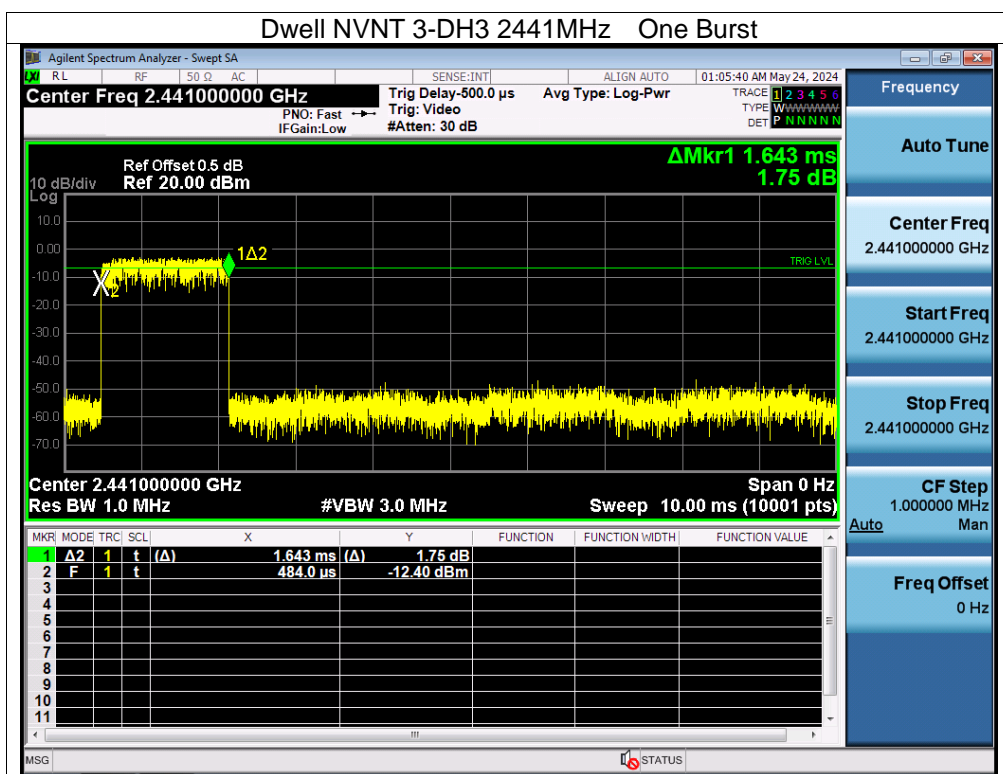 Dwell NVNT 3-DH3 2441MHz One Burst
Agilent Spectrum Analyzer - Swept SA
LXI RL RF 50 Ω AC SENSE:INT ALIGN AUTO 01:05:40 AM May 24, 2024
Center Freq 2.441000000 GHz Trig Delay-500.0 µs Avg Type: Log-Pwr TRACE 1 2 3 4 5 6
PNO: Fast Trig: Video TYPE WWWWWW
IFGain:Low #Atten: 30 dB DET P N N N N N
Ref Offset 0.5 dB ΔMkr1 1.643 ms
10 dB/div Ref 20.00 dBm 1.75 dB
Log
10.0
0.00
1Δ2
TRIG LVL
-10.0
X2
-20.0
-30.0
-40.0
-50.0
-60.0
-70.0
Center 2.441000000 GHz Span 0 Hz
Res BW 1.0 MHz #VBW 3.0 MHz Sweep 10.00 ms (10001 pts)
MKR MODE TRC SCL X Y FUNCTION FUNCTION WIDTH FUNCTION VALUE
1 Δ2 1 t (Δ) 1.643 ms (Δ) 1.75 dB
2 F 1 t 484.0 µs -12.40 dBm
3
4
5
6
7
8
9
10
11
MSG STATUS
Frequency
Auto Tune
Center Freq
2.441000000 GHz
Start Freq
2.441000000 GHz
Stop Freq
2.441000000 GHz
CF Step
1.000000 MHz
Auto Man
Freq Offset
0 Hz